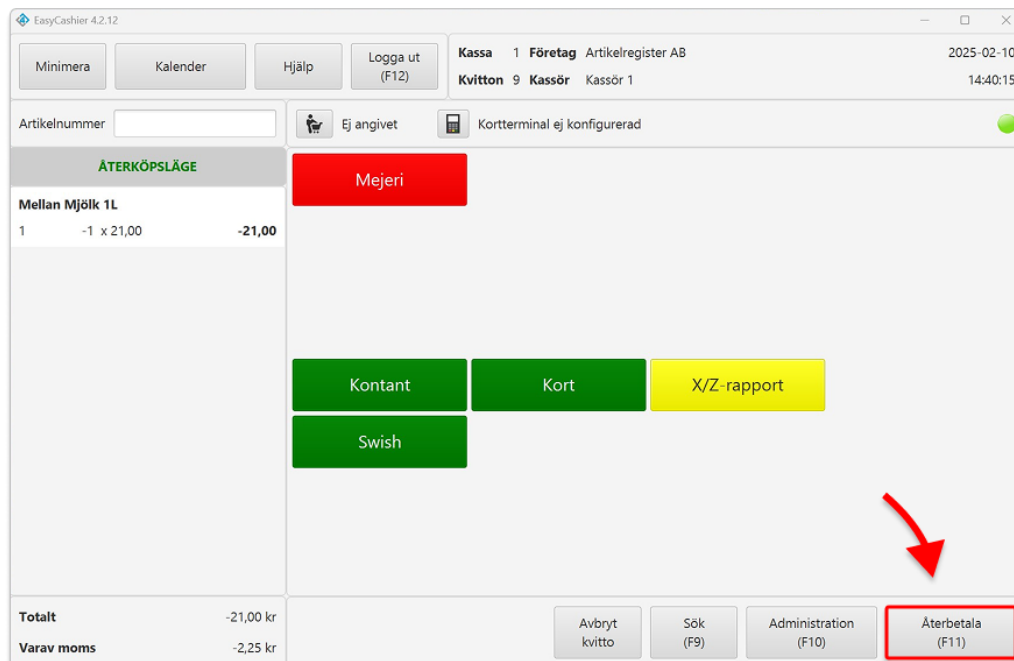 EasyCashier 4.2.12
Minimera
Kalender
Hjälp
Logga ut
(F12)
Kassa 1 Företag Artikelregister AB
2025-02-10
Kvitton 9 Kassör Kassör 1
14:40:15
Artikelnummer
Ej angivet
Kortterminal ej konfigurerad
ÅTERKÖPSLÄGE
Mellan Mjölk 1L
1 -1 x 21,00 -21,00
Mejeri
Kontant
Kort
X/Z-rapport
Swish
Totalt -21,00 kr
Varav moms -2,25 kr
Avbryt
kvitto
Sök
(F9)
Administration
(F10)
Återbetala
(F11)